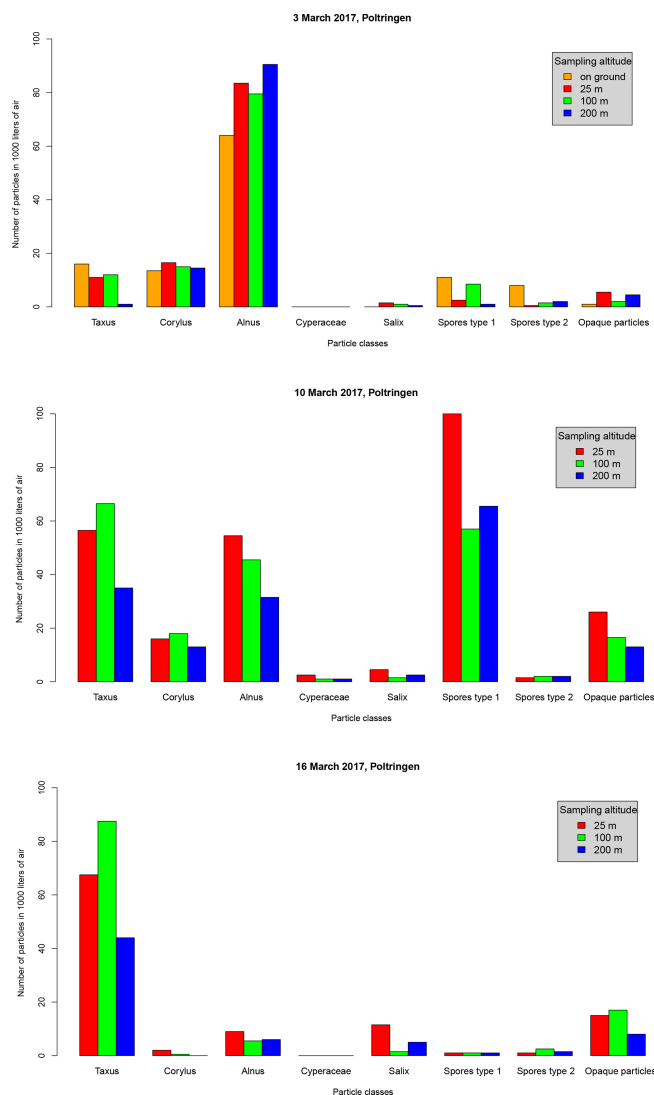 3 March 2017, Poltringen
Number of particles in 1000 liters of air
100
80
60
40
20
0
Sampling altitude
on ground
25 m
100 m
200 m
Taxus Corylus Alnus Cyperaceae Salix Spores type 1 Spores type 2 Opaque particles
Particle classes
10 March 2017, Poltringen
Number of particles in 1000 liters of air
100
80
60
40
20
0
Sampling altitude
25 m
100 m
200 m
Taxus Corylus Alnus Cyperaceae Salix Spores type 1 Spores type 2 Opaque particles
Particle classes
16 March 2017, Poltringen
Number of particles in 1000 liters of air
100
80
60
40
20
0
Sampling altitude
25 m
100 m
200 m
Taxus Corylus Alnus Cyperaceae Salix Spores type 1 Spores type 2 Opaque particles
Particle classes